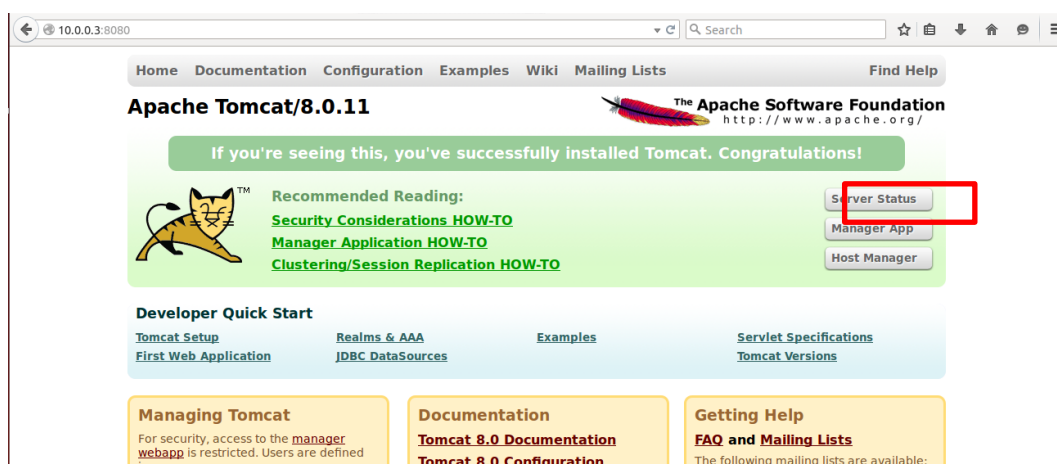 10.0.0.3:8080
Search
Home Documentation Configuration Examples Wiki Mailing Lists Find Help
Apache Tomcat/8.0.11
The Apache Software Foundation
http://www.apache.org/
If you're seeing this, you've successfully installed Tomcat. Congratulations!
TM
Recommended Reading:
Security Considerations HOW-TO
Manager Application HOW-TO
Clustering/Session Replication HOW-TO
Server Status
Manager App
Host Manager
Developer Quick Start
Tomcat Setup
First Web Application
Realms & AAA
JDBC DataSources
Examples
Servlet Specifications
Tomcat Versions
Managing Tomcat
For security, access to the manager
webapp is restricted. Users are defined
Documentation
Tomcat 8.0 Documentation
Tomcat 8.0 Configuration
Getting Help
FAQ and Mailing Lists
The following mailing lists are available: